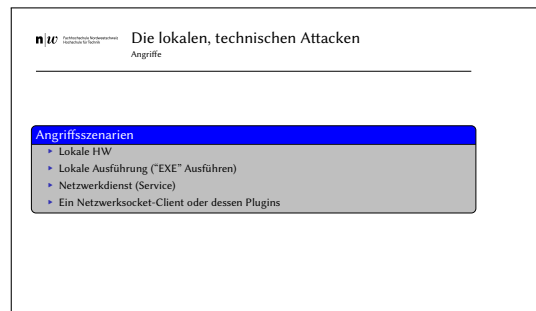 n|w Fachhochschule Nordwestschweiz
Hochschule für Technik
Die lokalen, technischen Attacken
Angriffe
Angriffsszenarien
Lokale HW
Lokale Ausführung (“EXE” Ausführen)
Netzwerkdienst (Service)
Ein Netzwerksocket-Client oder dessen Plugins